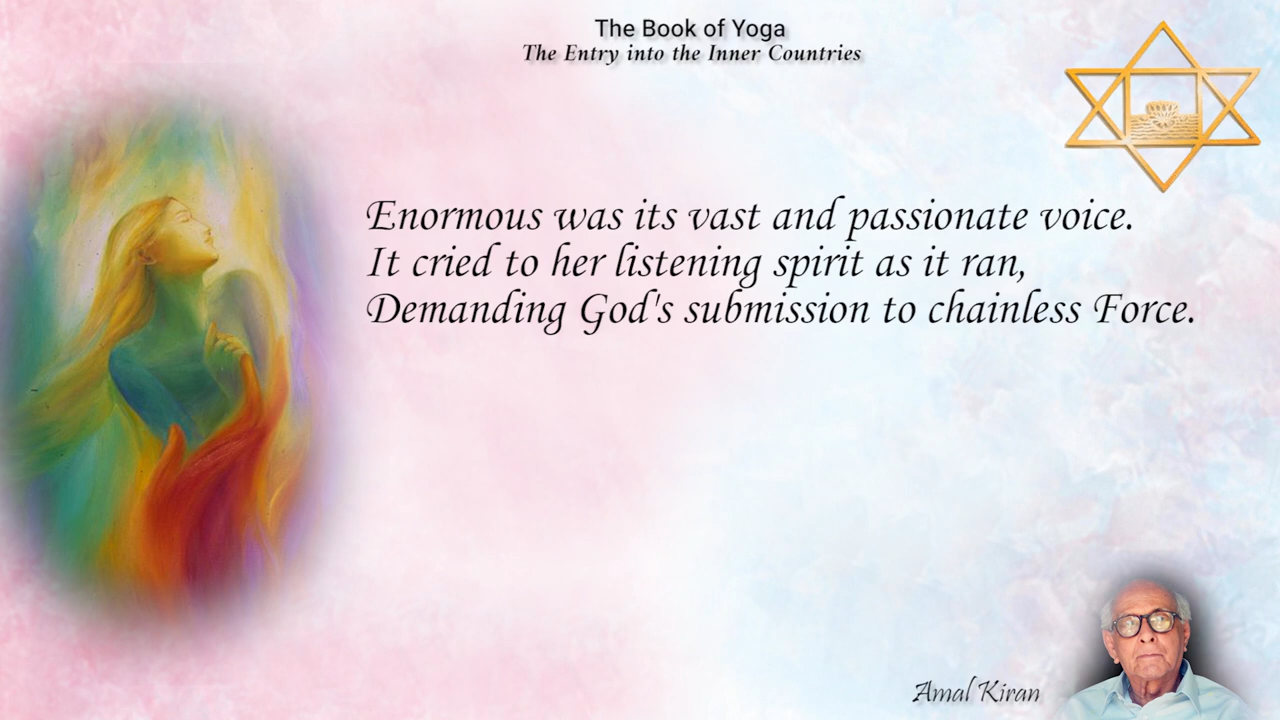 The Book of Yoga
The Entry into the Inner Countries
Enormous was its vast and passionate voice.
It cried to her listening spirit as it ran,
Demanding God's submission to chainless Force.
Amal Kiran